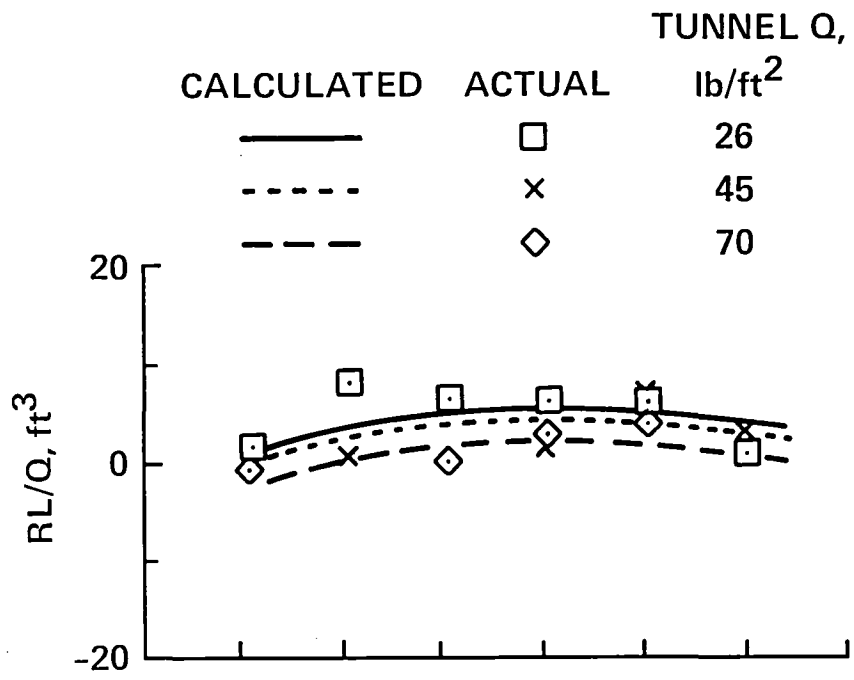 TUNNEL Q,
CALCULATED ACTUAL lb/ft²
26
45
70
20
0
-20
RL/Q, ft³